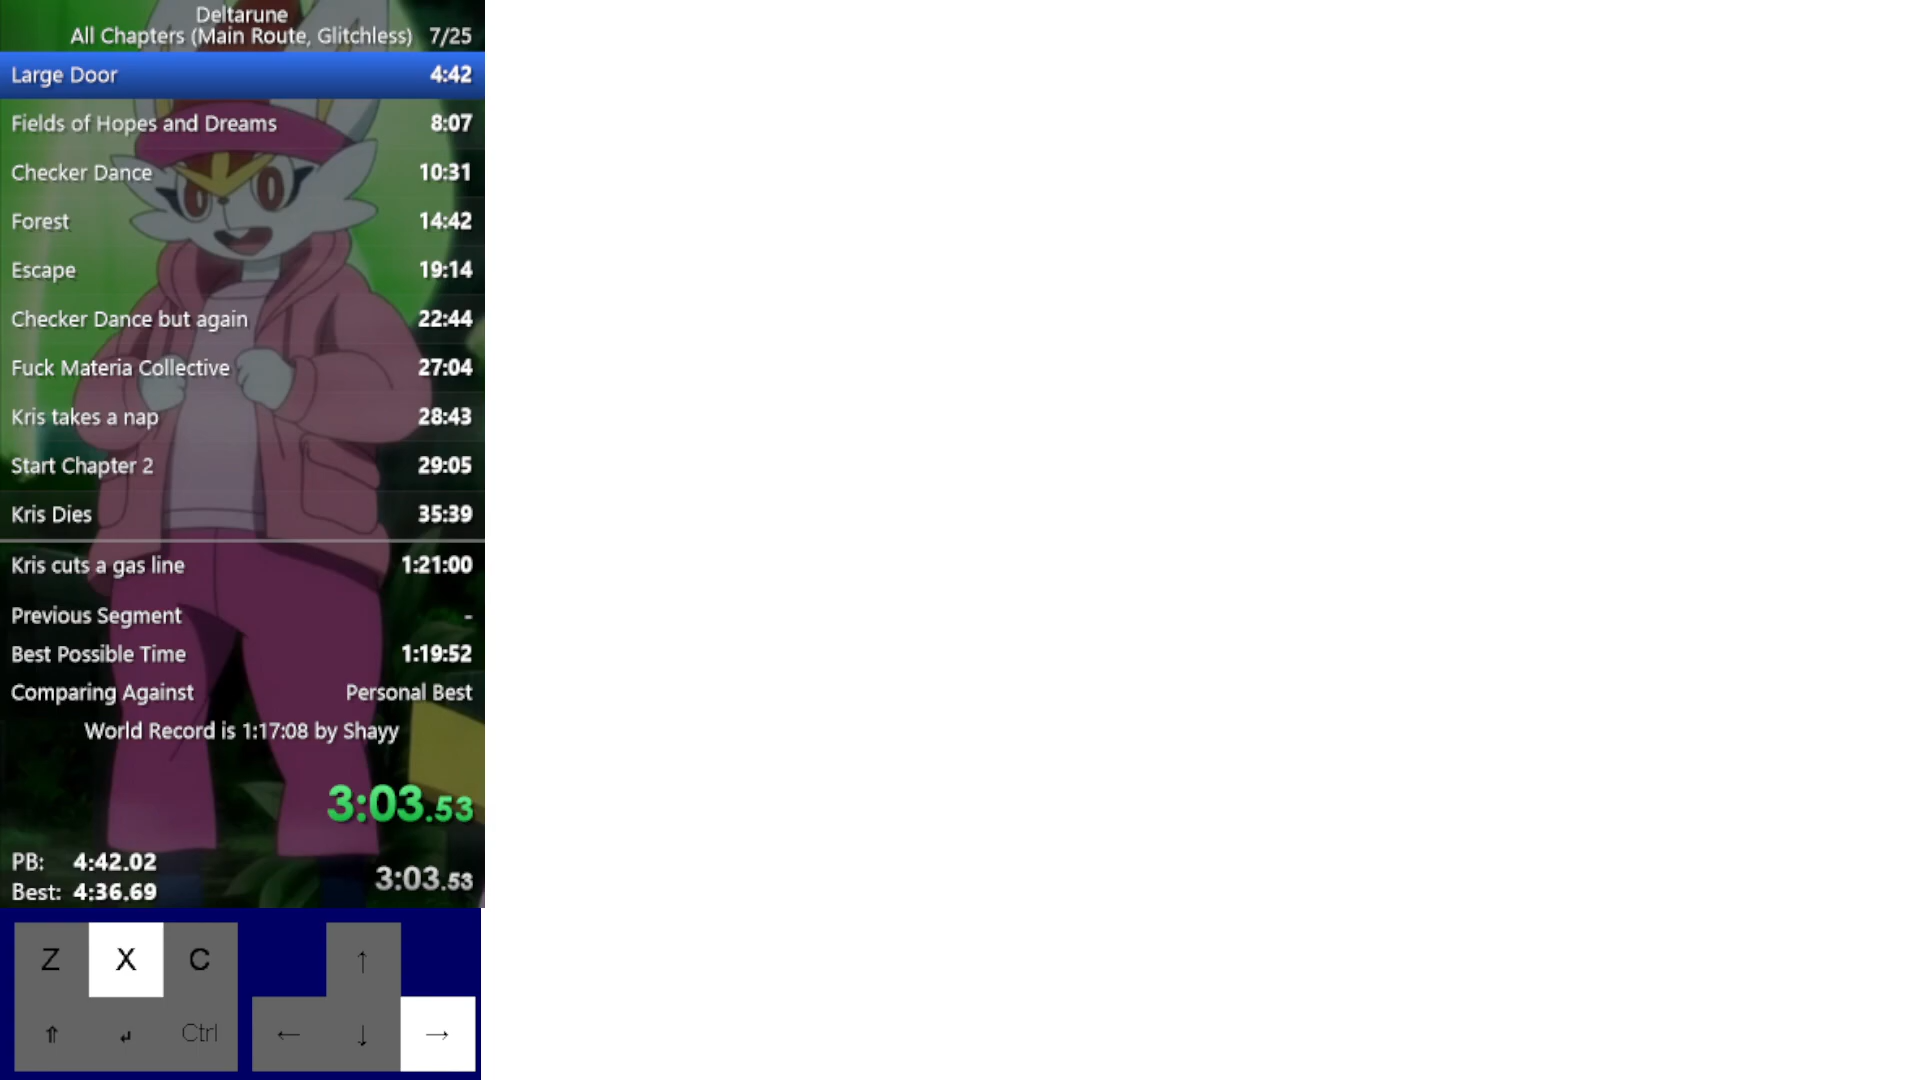 Deltarune
All Chapters (Main Route, Glitchless) 7/25
Large Door 4:42
Fields of Hopes and Dreams 8:07
Checker Dance 10:31
Forest 14:42
Escape 19:14
Checker Dance but again 22:44
Fuck Materia Collective 27:04
Kris takes a nap 28:43
Start Chapter 2 29:05
Kris Dies 35:39
Kris cuts a gas line 1:21:00
Previous Segment -
Best Possible Time 1:19:52
Comparing Against Personal Best
World Record is 1:17:08 by Shayy
3:03.53
PB: 4:42.02
3:03.53
Best: 4:36.69
Z X C ↑
⇑ ↵ Ctrl ← ↓ →